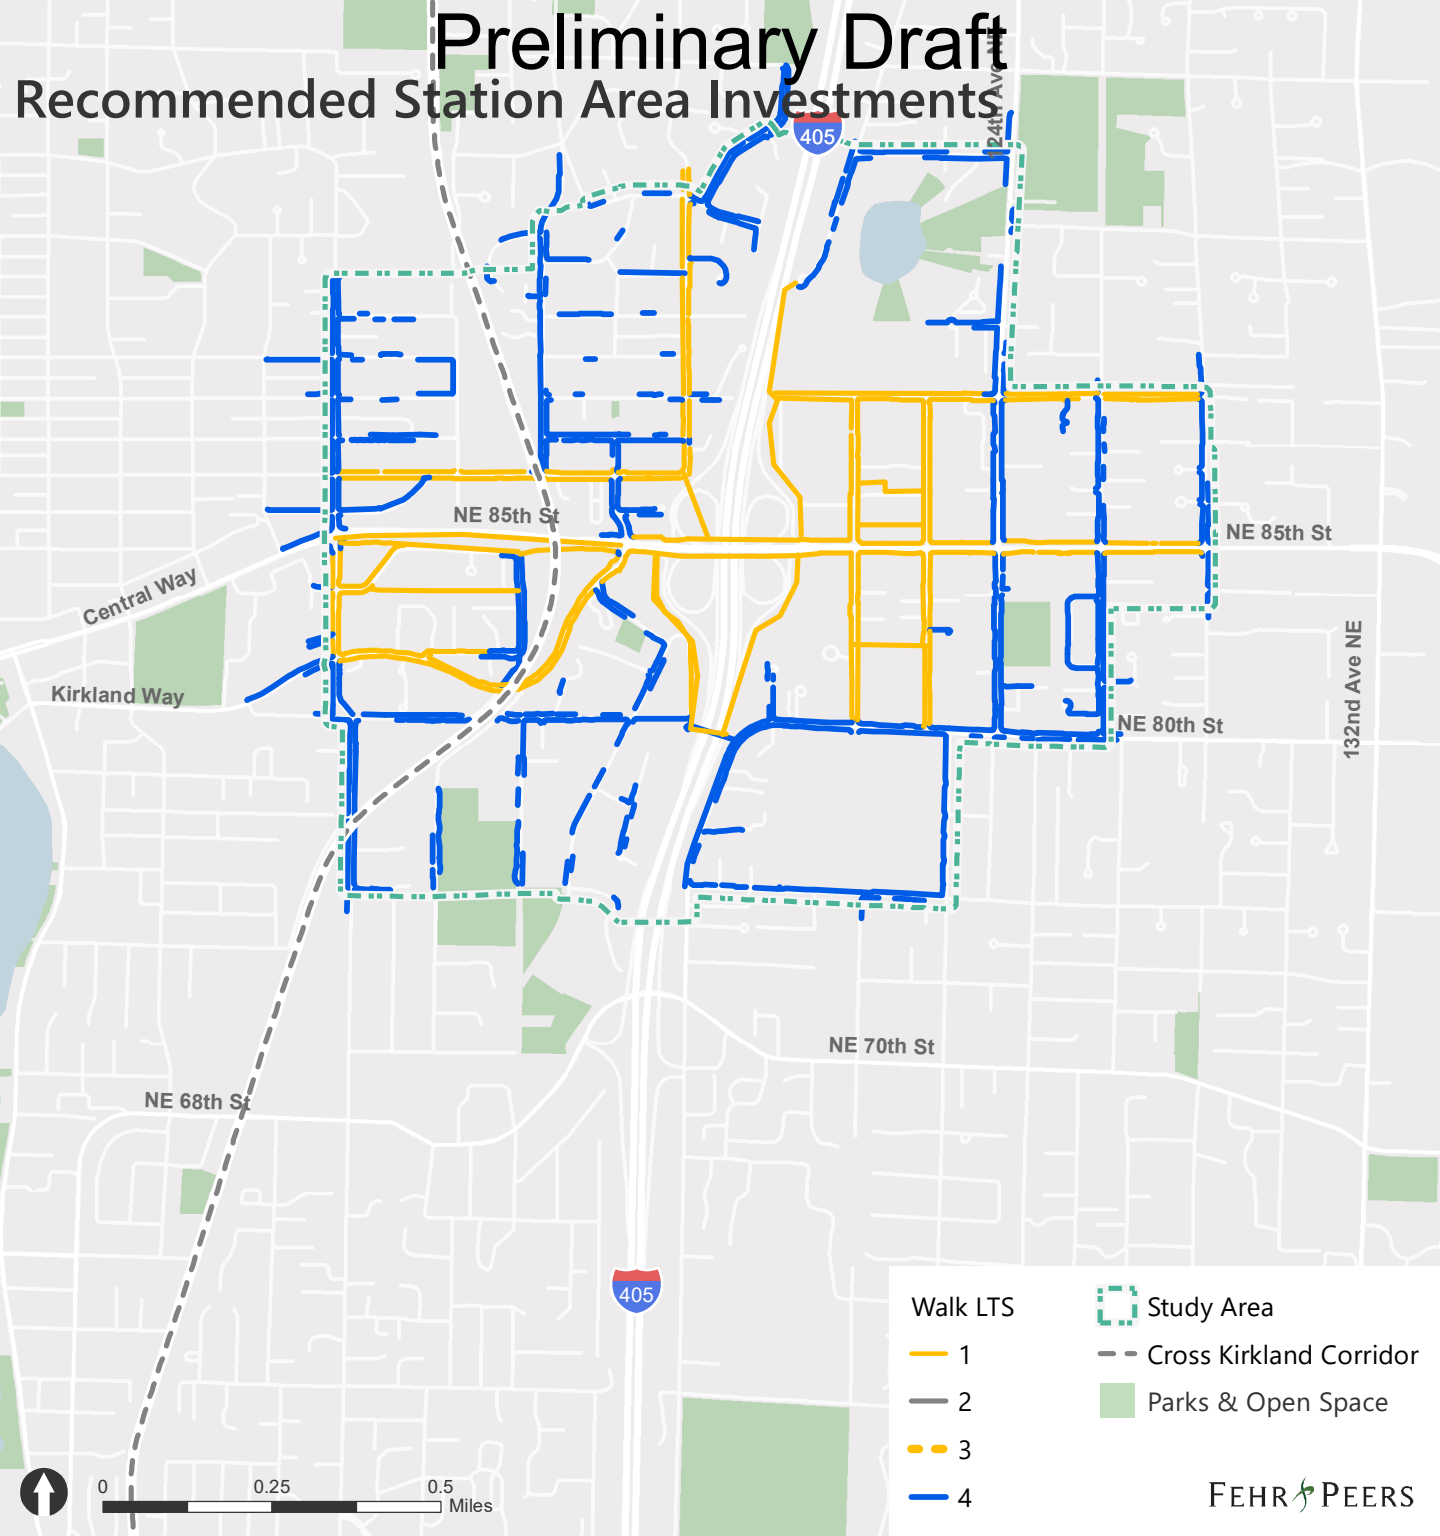 Preliminary Draft
Recommended Station Area Investments
124th Ave NE
405
NE 85th St
NE 85th St
Central Way
Kirkland Way
NE 80th St
132nd Ave NE
NE 70th St
NE 68th St
405
Walk LTS
1
2
3
4
Study Area
Cross Kirkland Corridor
Parks & Open Space
0 0.25 0.5
Miles
FEHR PEERS